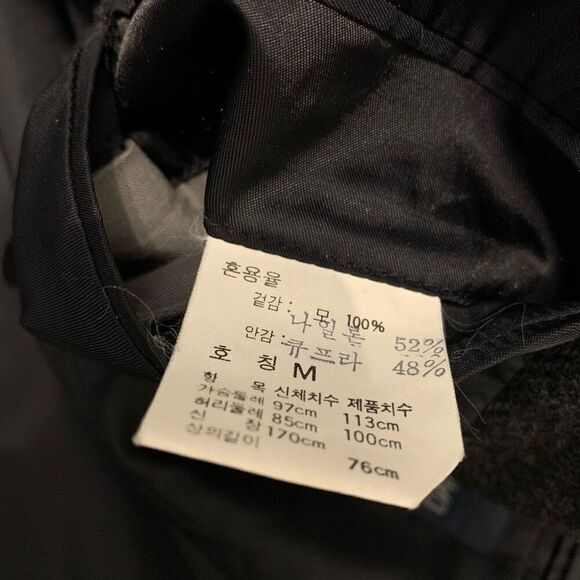 혼용율
겉감: 모 100%
안감: 나일론 52%
큐프라 48%
호칭 M
항 목 신체치수 제품치수
가슴둘레 97cm 113cm
허리둘레 85cm 100cm
신 장 170cm
상의길이 76cm